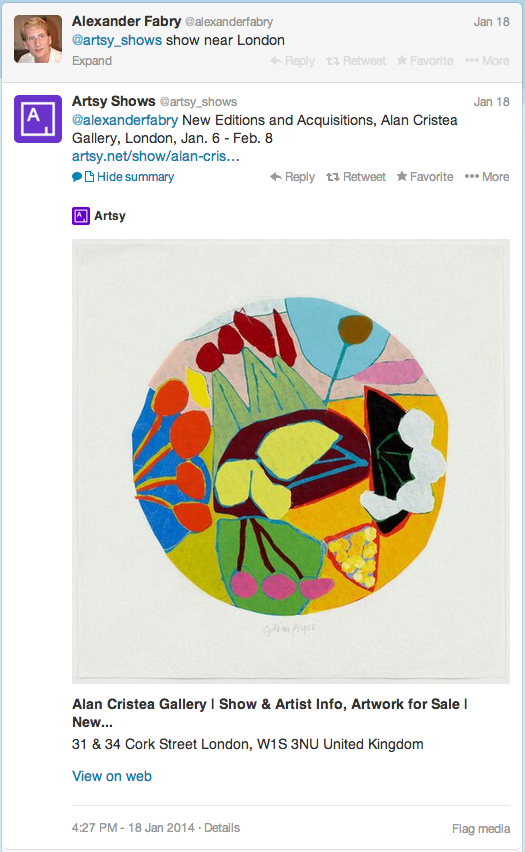 Alexander Fabry @alexanderfabry Jan 18
@artsy_shows show near London
Expand Reply Retweet Favorite More
A
Artsy Shows @artsy_shows Jan 18
@alexanderfabry New Editions and Acquisitions, Alan Cristea
Gallery, London, Jan. 6 - Feb. 8
artsy.net/show/alan-cris…
Hide summary Reply Retweet Favorite More
A Artsy
Alan Cristea Gallery | Show & Artist Info, Artwork for Sale |
New...
31 & 34 Cork Street London, W1S 3NU United Kingdom
View on web
4:27 PM - 18 Jan 2014 · Details Flag media